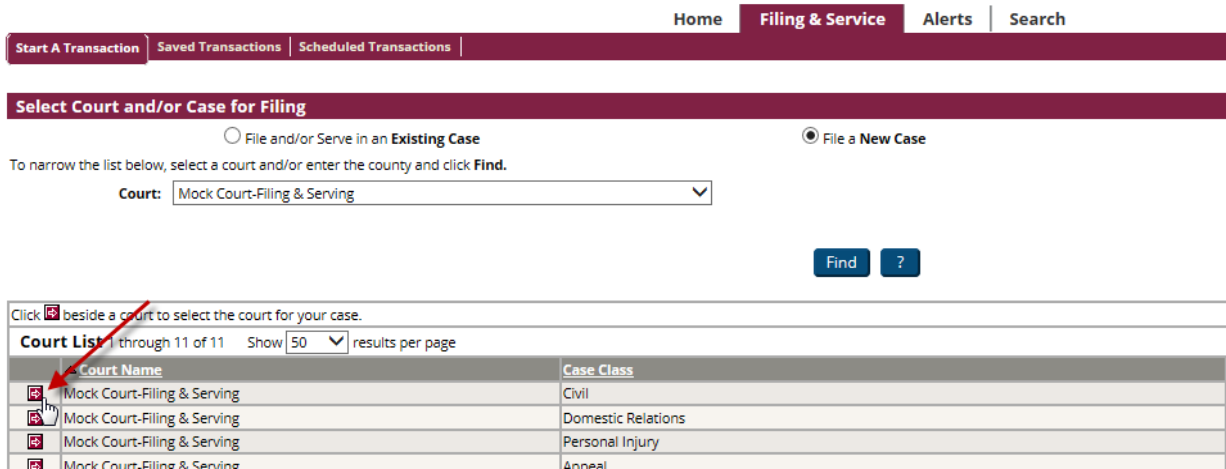 Home Filing & Service Alerts Search
Start A Transaction Saved Transactions Scheduled Transactions
Select Court and/or Case for Filing
File and/or Serve in an Existing Case File a New Case
To narrow the list below, select a court and/or enter the county and click Find.
Court: Mock Court-Filing & Serving
Find ?
Click beside a court to select the court for your case.
Court List 1 through 11 of 11 Show 50 results per page
Court Name Case Class
Mock Court-Filing & Serving Civil
Mock Court-Filing & Serving Domestic Relations
Mock Court-Filing & Serving Personal Injury
Mock Court-Filing & Serving Appeal